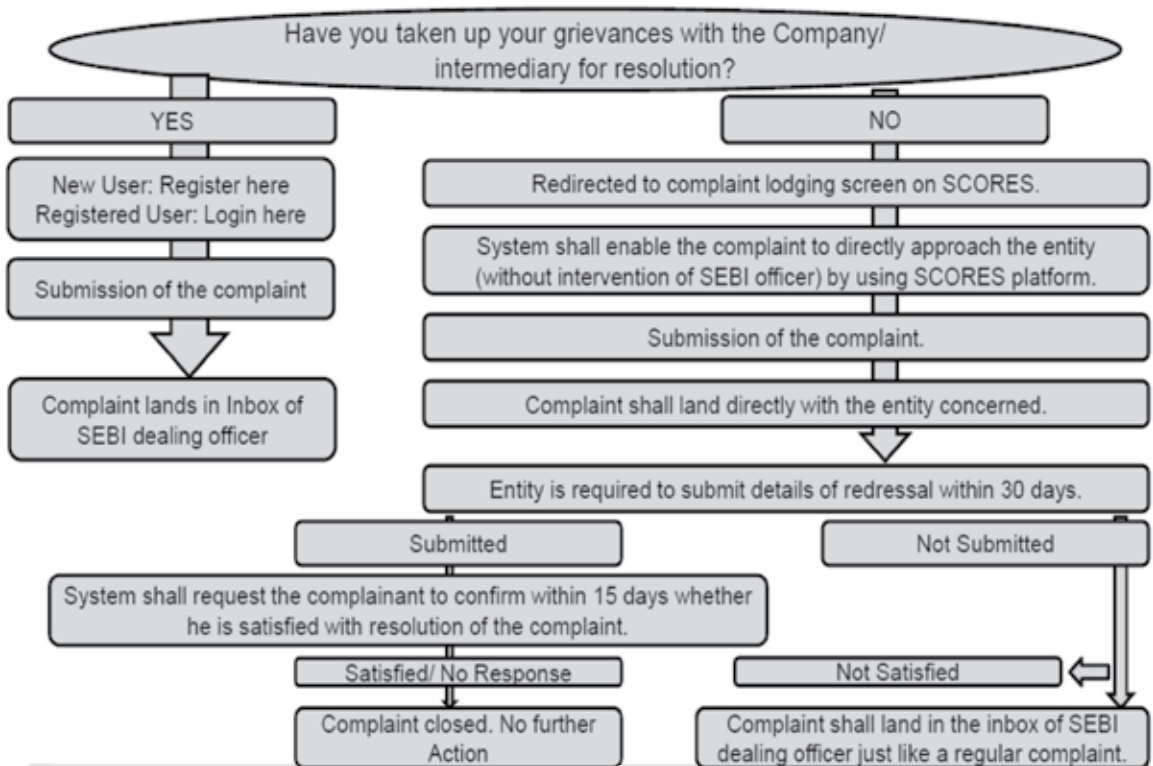 Have you taken up your grievances with the Company/
intermediary for resolution?
YES
New User: Register here
Registered User: Login here
Submission of the complaint
Complaint lands in Inbox of
SEBI dealing officer
NO
Redirected to complaint lodging screen on SCORES.
System shall enable the complaint to directly approach the entity
(without intervention of SEBI officer) by using SCORES platform.
Submission of the complaint.
Complaint shall land directly with the entity concerned.
Entity is required to submit details of redressal within 30 days.
Submitted
System shall request the complainant to confirm within 15 days whether
he is satisfied with resolution of the complaint.
Satisfied/ No Response
Complaint closed. No further
Action
Not Submitted
Not Satisfied
Complaint shall land in the inbox of SEBI
dealing officer just like a regular complaint.